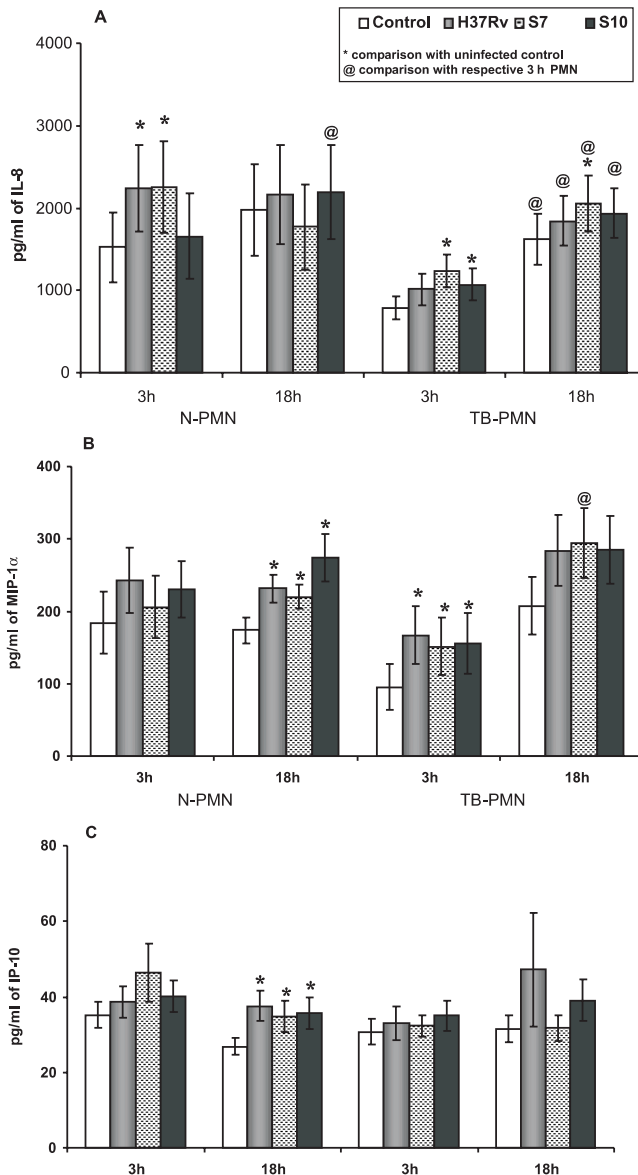 A
Control H37Rv S7 S10
* comparison with uninfected control
@ comparison with respective 3 h PMN
pg/ml of IL-8
4000
3000
2000
1000
0
* * @ * * @ @ @ * @
3h 18h 3h 18h
N-PMN TB-PMN
B
pg/ml of MIP-1α
400
300
200
100
0
* * * * * * @
3h 18h 3h 18h
N-PMN TB-PMN
C
pg/ml of IP-10
80
60
40
20
0
* * *
3h 18h 3h 18h